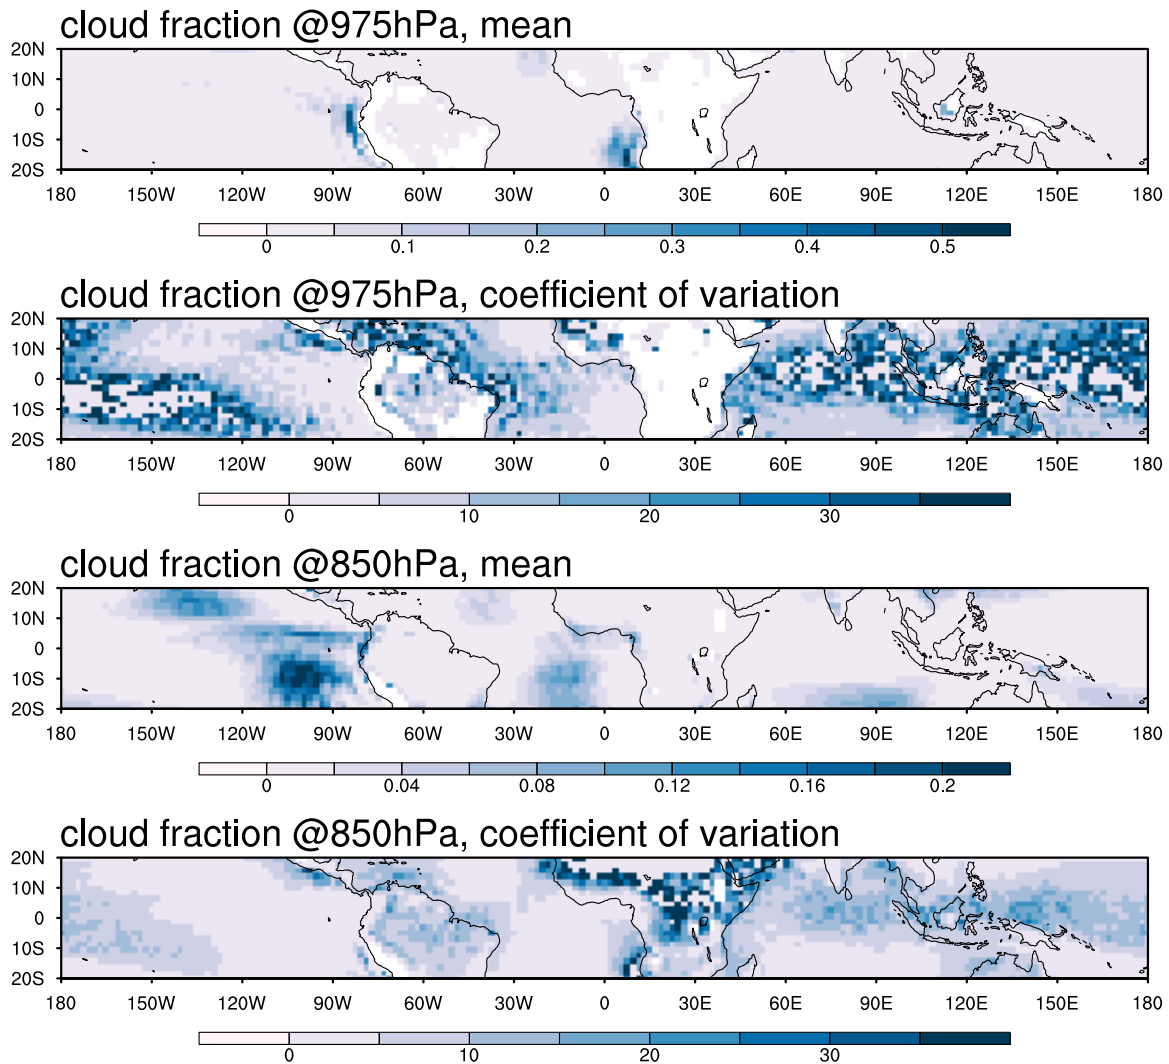 cloud fraction @975hPa, mean
20N
10N
0
10S
20S
180 150W 120W 90W 60W 30W 0 30E 60E 90E 120E 150E 180
0 0.1 0.2 0.3 0.4 0.5
cloud fraction @975hPa, coefficient of variation
20N
10N
0
10S
20S
180 150W 120W 90W 60W 30W 0 30E 60E 90E 120E 150E 180
0 10 20 30
cloud fraction @850hPa, mean
20N
10N
0
10S
20S
180 150W 120W 90W 60W 30W 0 30E 60E 90E 120E 150E 180
0 0.04 0.08 0.12 0.16 0.2
cloud fraction @850hPa, coefficient of variation
20N
10N
0
10S
20S
180 150W 120W 90W 60W 30W 0 30E 60E 90E 120E 150E 180
0 10 20 30